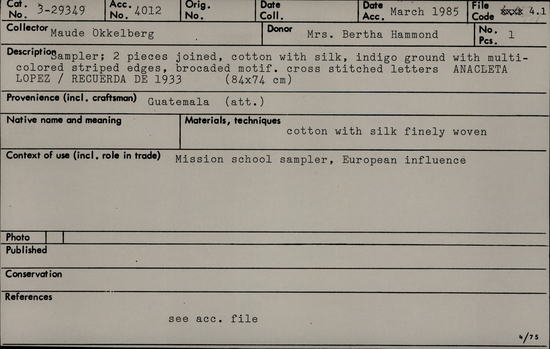 Cat. No. 3-29349 Acc. No. 4012 Orig. No. Date Coll. Date Acc. March 1985 File Code 4.1
Collector Maude Okkelberg Donor Mrs. Bertha Hammond No. Pcs. 1
Description Sampler; 2 pieces joined, cotton with silk, indigo ground with multi-
colored striped edges, brocaded motif. cross stitched letters ANACLETA
LOPEZ / RECUERDA DE 1933 (84x74 cm)
Provenience (incl. craftsman) Guatemala (att.)
Native name and meaning Materials, techniques
cotton with silk finely woven
Context of use (incl. role in trade) Mission school sampler, European influence
Photo
Published
Conservation
References
see acc. file
4/75